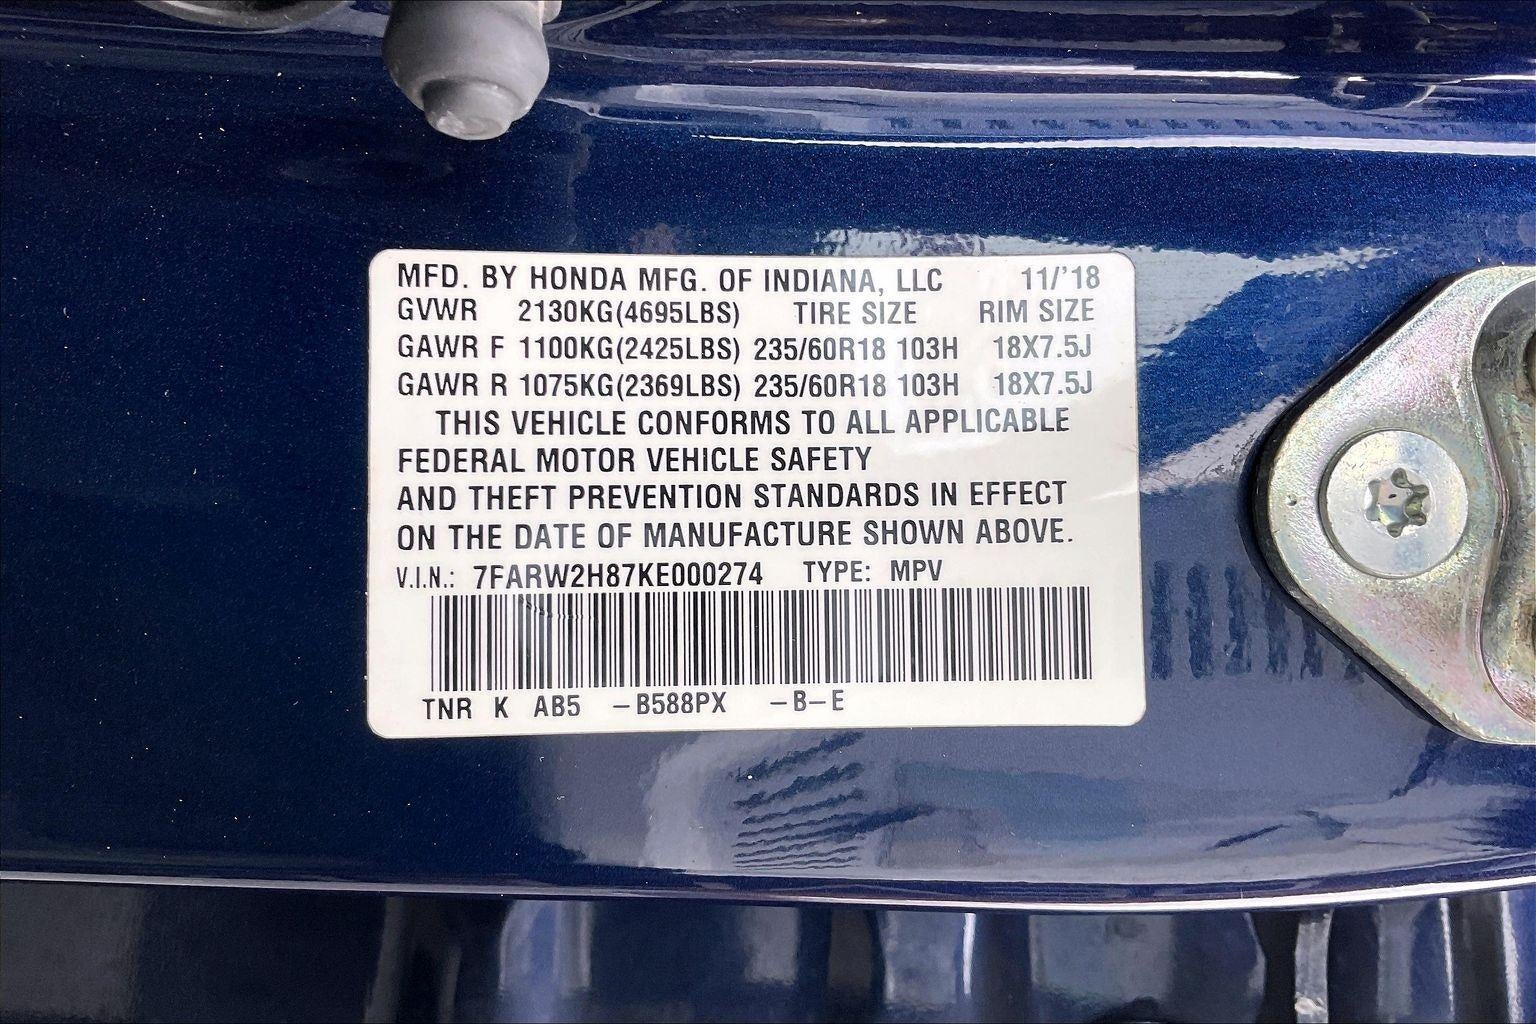 MFD. BY HONDA MFG. OF INDIANA, LLC 11/'18
GVWR 2130KG(4695LBS) TIRE SIZE RIM SIZE
GAWR F 1100KG(2425LBS) 235/60R18 103H 18X7.5J
GAWR R 1075KG(2369LBS) 235/60R18 103H 18X7.5J
THIS VEHICLE CONFORMS TO ALL APPLICABLE
FEDERAL MOTOR VEHICLE SAFETY
AND THEFT PREVENTION STANDARDS IN EFFECT
ON THE DATE OF MANUFACTURE SHOWN ABOVE.
V.I.N.: 7FARW2H87KE000274 TYPE: MPV
TNR K AB5 -B588PX -B-E